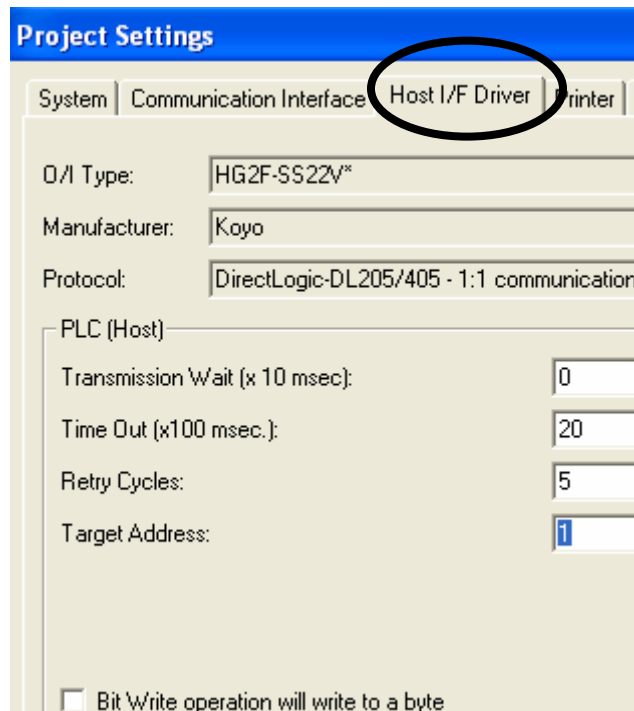 Project Settings
System Communication Interface Host I/F Driver Printer
O/I Type: HG2F-SS22V*
Manufacturer: Koyo
Protocol: DirectLogic-DL205/405 - 1:1 communication
PLC (Host)
Transmission Wait (x 10 msec): 0
Time Out (x100 msec.): 20
Retry Cycles: 5
Target Address: 1
Bit Write operation will write to a byte